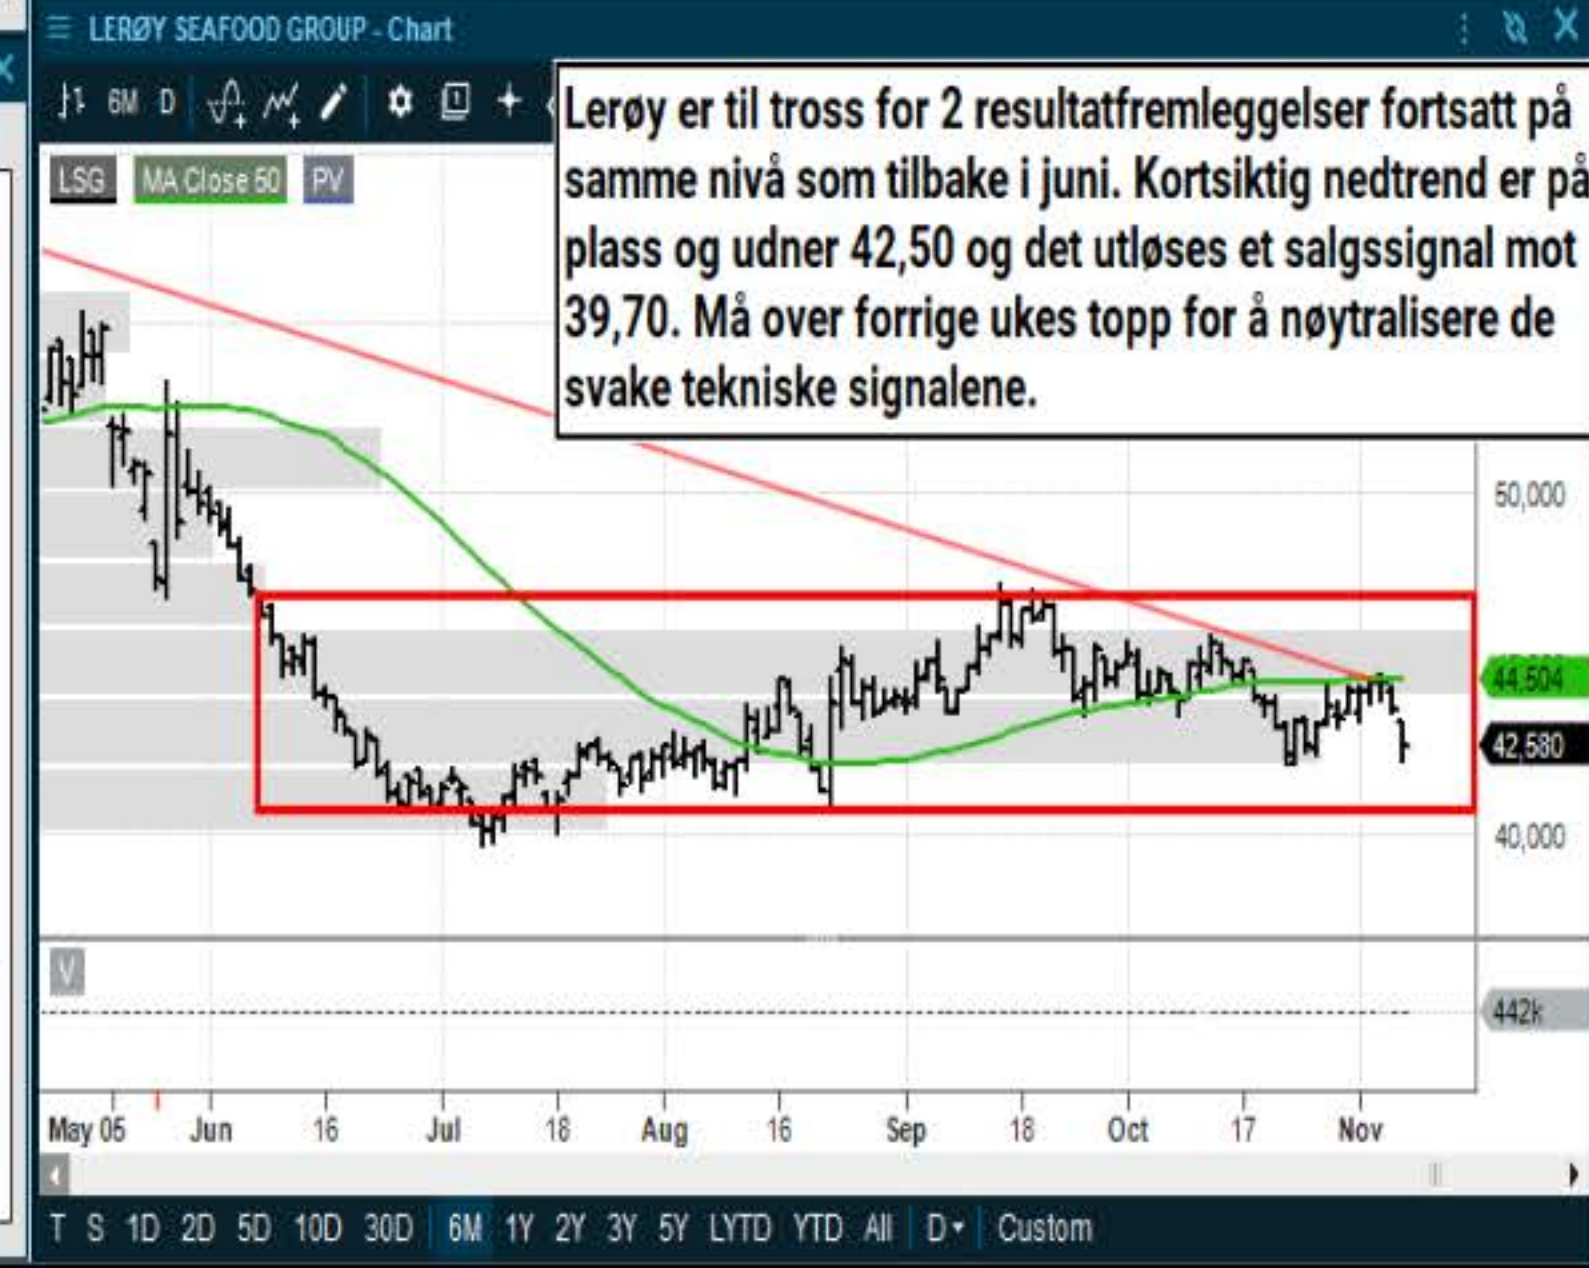 LERØY SEAFOOD GROUP - Chart
6M D
Lerøy er til tross for 2 resultatfremleggelser fortsatt på
samme nivå som tilbake i juni. Kortsiktig nedtrend er på
plass og udner 42,50 og det utløses et salgssignal mot
39,70. Må over forrige ukes topp for å nøytralisere de
svake tekniske signalene.
LSG MA Close 50 PV
50,000
44,504
42,580
40,000
V
442k
May 05 Jun 16 Jul 18 Aug 16 Sep 18 Oct 17 Nov
T S 1D 2D 5D 10D 30D 6M 1Y 2Y 3Y 5Y LYTD YTD All D Custom